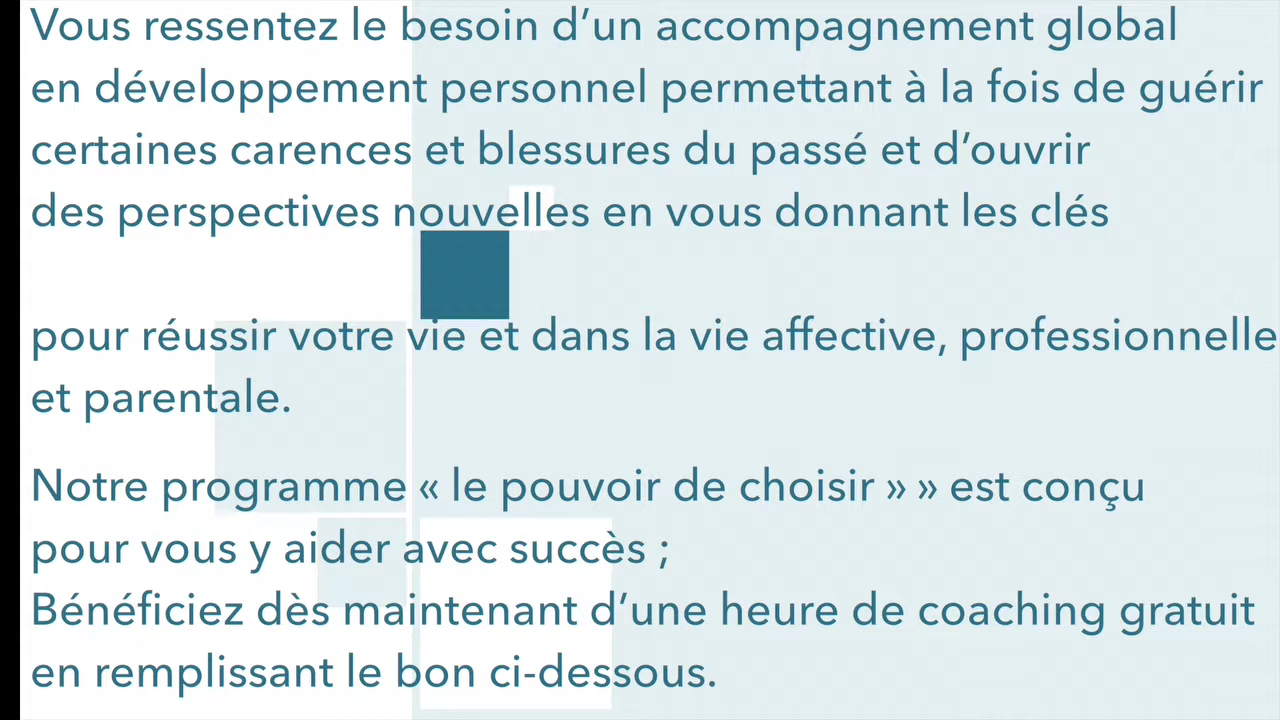 Vous ressentez le besoin d’un accompagnement global
en développement personnel permettant à la fois de guérir
certaines carences et blessures du passé et d’ouvrir
des perspectives nouvelles en vous donnant les clés
pour réussir votre vie et dans la vie affective, professionnelle
et parentale.
Notre programme « le pouvoir de choisir » » est conçu
pour vous y aider avec succès ;
Bénéficiez dès maintenant d’une heure de coaching gratuit
en remplissant le bon ci-dessous.